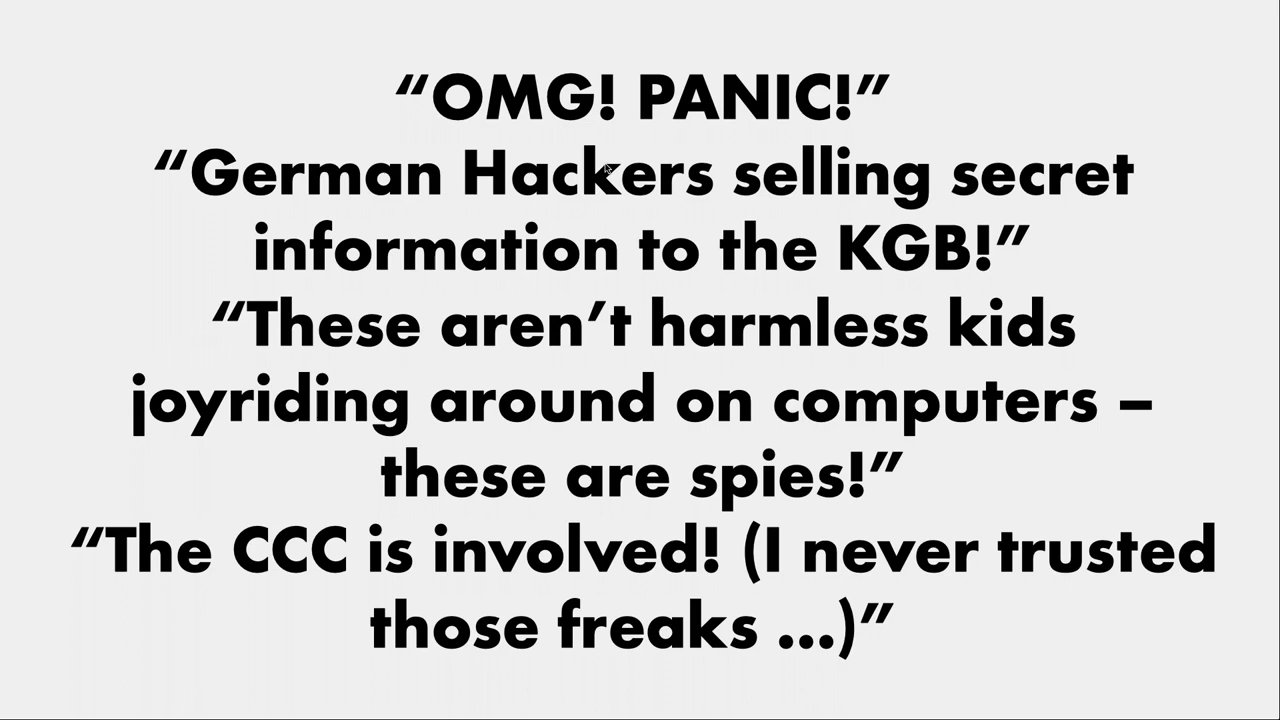 “OMG! PANIC!”
“German Hackers selling secret
information to the KGB!”
“These aren’t harmless kids
joyriding around on computers –
these are spies!”
“The CCC is involved! (I never trusted
those freaks ...)”